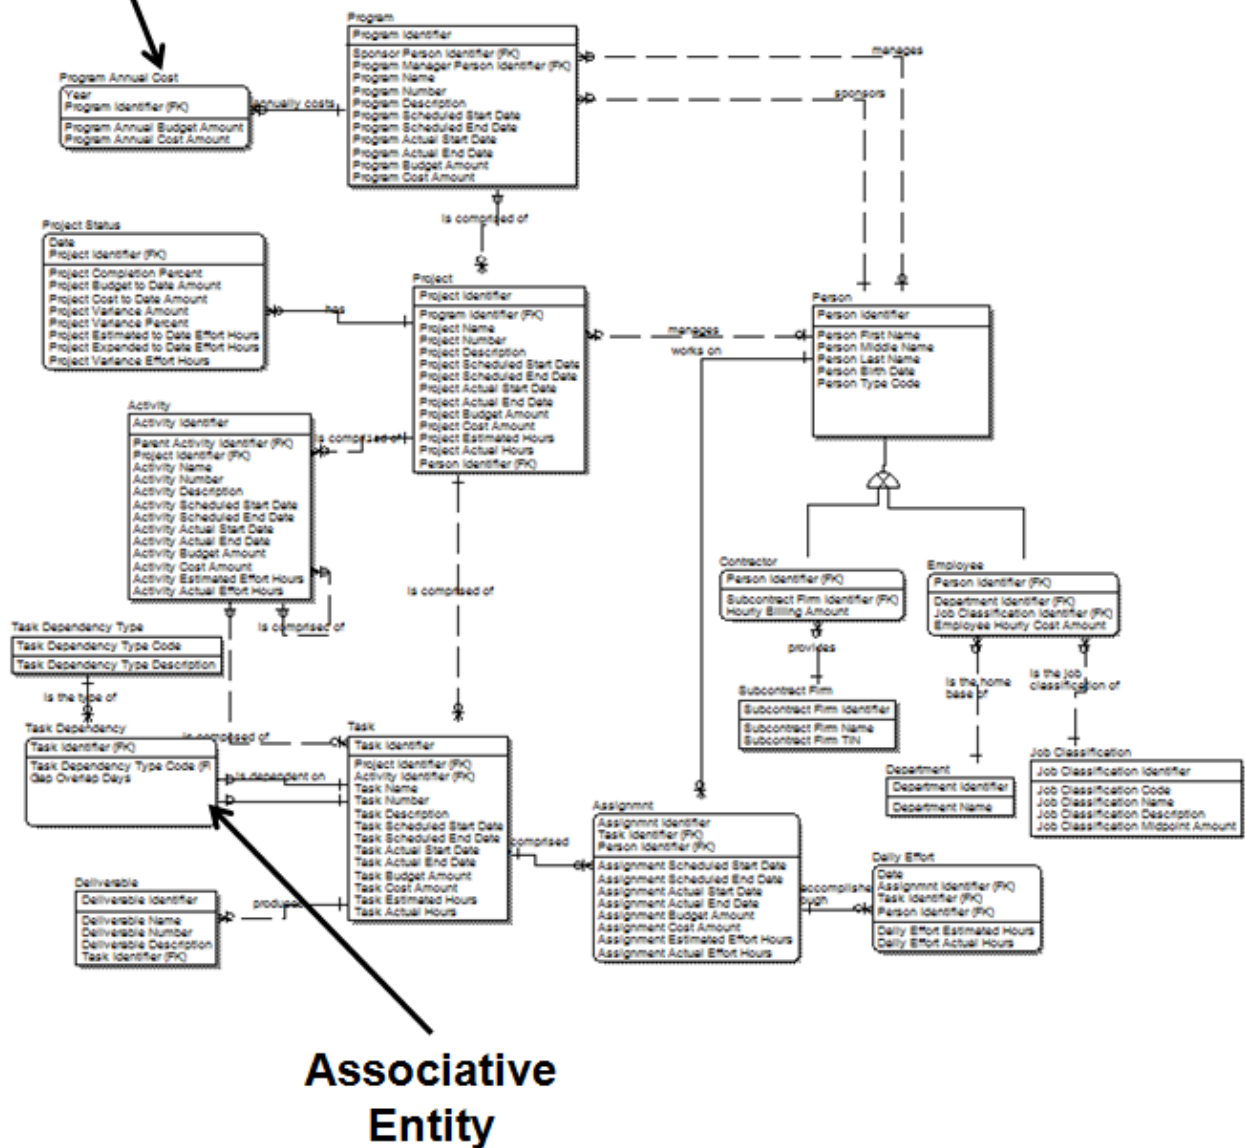 Program
Program Identifier
Sponsor Person Identifier (FK)
Program Manager Person Identifier (FK)
Program Name
Program Number
Program Description
Program Scheduled Start Date
Program Scheduled End Date
Program Actual Start Date
Program Actual End Date
Program Budget Amount
Program Cost Amount
manages
sponsors
Program Annual Cost
Year
Program Identifier (FK)
Program Annual Budget Amount
Program Annual Cost Amount
annually costs
Is comprised of
Project Status
Date
Project Identifier (FK)
Project Completion Percent
Project Budget to Date Amount
Project Cost to Date Amount
Project Variance Amount
Project Variance Percent
Project Estimated to Date Effort Hours
Project Expended to Date Effort Hours
Project Variance Effort Hours
has
Project
Project Identifier
Program Identifier (FK)
Project Name
Project Number
Project Description
Project Scheduled Start Date
Project Scheduled End Date
Project Actual Start Date
Project Actual End Date
Project Budget Amount
Project Cost Amount
Project Estimated Hours
Project Actual Hours
Person Identifier (FK)
manages
works on
Person
Person Identifier
Person First Name
Person Middle Name
Person Last Name
Person Birth Date
Person Type Code
Activity
Activity Identifier
Parent Activity Identifier (FK)
Project Identifier (FK)
Activity Name
Activity Number
Activity Description
Activity Scheduled Start Date
Activity Scheduled End Date
Activity Actual Start Date
Activity Actual End Date
Activity Budget Amount
Activity Cost Amount
Activity Estimated Effort Hours
Activity Actual Effort Hours
Is comprised of
Is comprised of
Is comprised of
Contractor
Person Identifier (FK)
Subcontract Firm Identifier (FK)
Hourly Billing Amount
provides
Employee
Person Identifier (FK)
Department Identifier (FK)
Job Classification Identifier (FK)
Employee Hourly Cost Amount
Is the home
base of
Is the job
classification of
Task Dependency Type
Task Dependency Type Code
Task Dependency Type Description
Is the type of
Subcontract Firm
Subcontract Firm Identifier
Subcontract Firm Name
Subcontract Firm TIN
Department
Department Identifier
Department Name
Job Classification
Job Classification Identifier
Job Classification Code
Job Classification Name
Job Classification Description
Job Classification Midpoint Amount
Task Dependency
Task Identifier (FK)
Task Dependency Type Code (F
Gap Overlap Days
Is comprised of
is dependent on
Task
Task Identifier
Project Identifier (FK)
Activity Identifier (FK)
Task Name
Task Number
Task Description
Task Scheduled Start Date
Task Scheduled End Date
Task Actual Start Date
Task Actual End Date
Task Budget Amount
Task Cost Amount
Task Estimated Hours
Task Actual Hours
comprised
Assignmnt
Assignmnt Identifier
Task Identifier (FK)
Person Identifier (FK)
Assignment Scheduled Start Date
Assignment Scheduled End Date
Assignment Actual Start Date
Assignment Actual End Date
Assignment Budget Amount
Assignment Cost Amount
Assignment Estimated Effort Hours
Assignment Actual Effort Hours
accomplishe
ough
Daily Effort
Date
Assignmnt Identifier (FK)
Task Identifier (FK)
Person Identifier (FK)
Daily Effort Estimated Hours
Daily Effort Actual Hours
Deliverable
Deliverable Identifier
Deliverable Name
Deliverable Number
Deliverable Description
Task Identifier (FK)
Associative
Entity